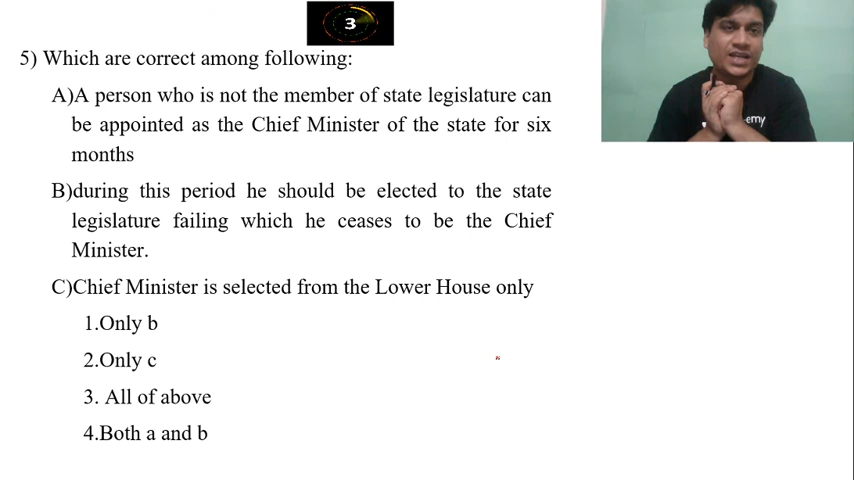 3
5) Which are correct among following:
A)A person who is not the member of state legislature can
be appointed as the Chief Minister of the state for six
months
B)during this period he should be elected to the state
legislature failing which he ceases to be the Chief
Minister.
C)Chief Minister is selected from the Lower House only
1.Only b
2.Only c
3. All of above
4.Both a and b